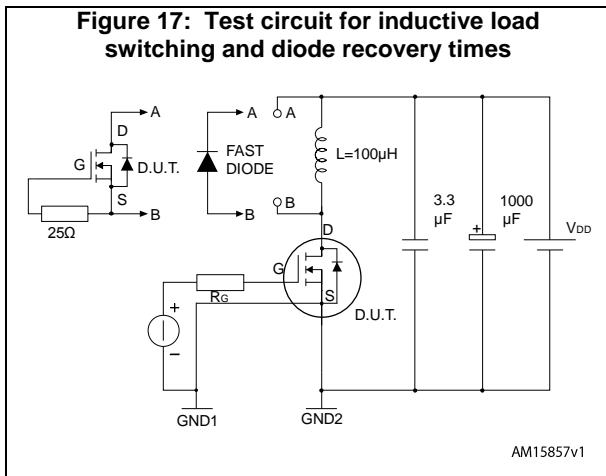 Figure 17: Test circuit for inductive load
switching and diode recovery times
A
D
G
D.U.T.
S
B
25Ω
A
FAST
DIODE
B
A
B
L=100µH
3.3
µF
+
1000
µF
VDD
D
G
S
D.U.T.
RG
+
−
GND1
GND2
AM15857v1